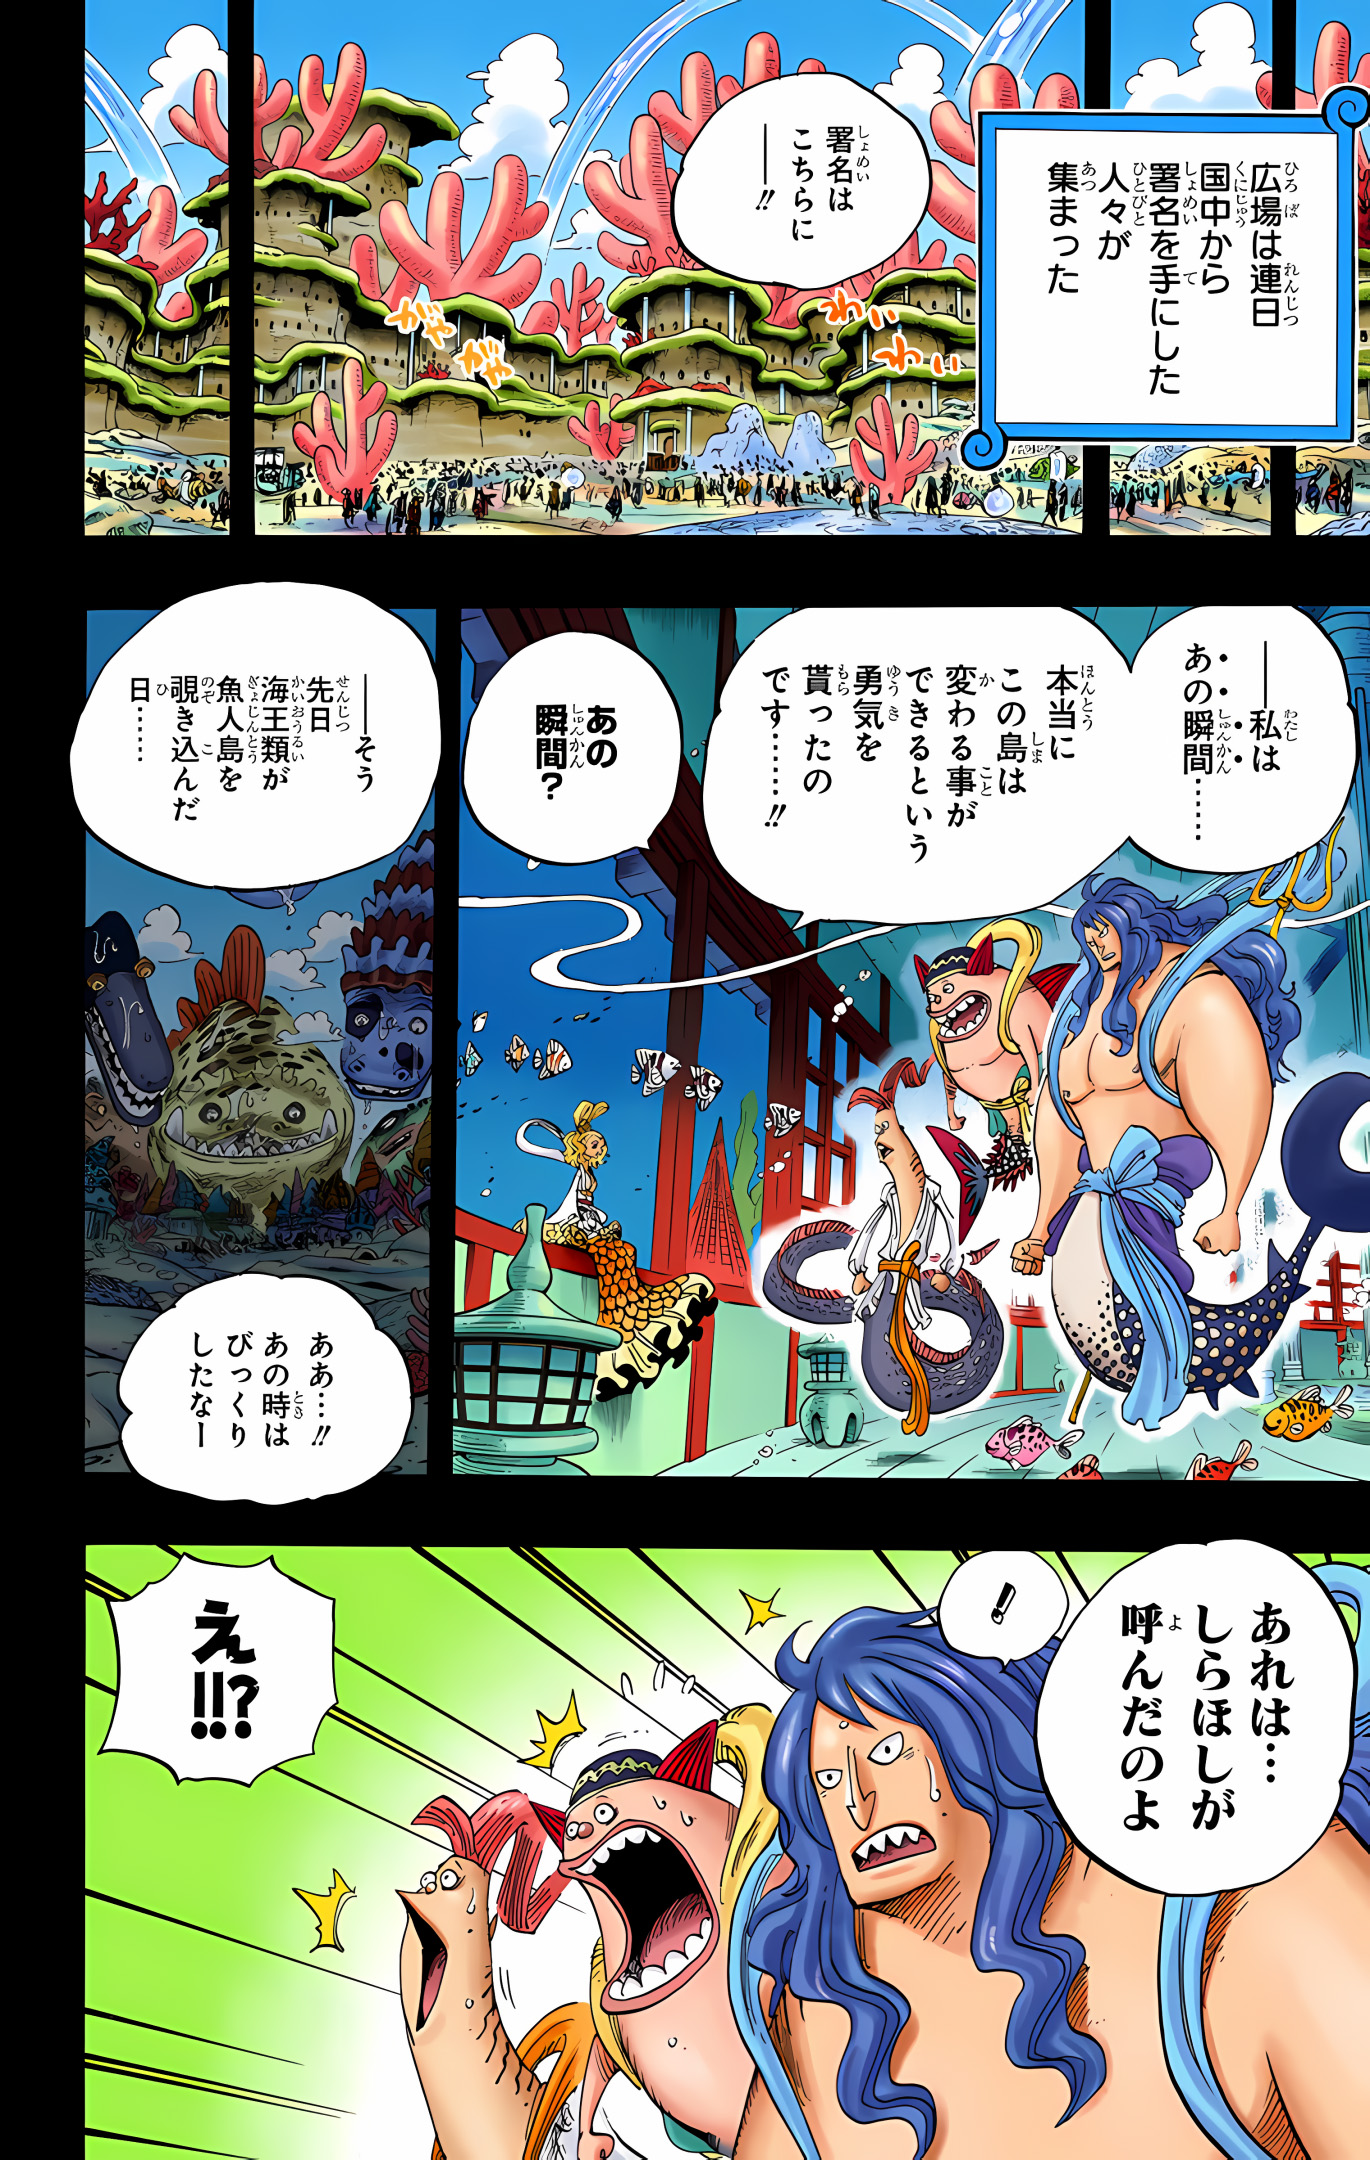 広場は連日
国中から
署名を手にした
人々が
集まった
署名は
こちらに
――!!
わい
わい
ガヤ
ガヤ
――私は
あの瞬間……
本当に
この島は
変わる事が
できるという
勇気を
貰ったの
です……!!
あの
瞬間?
――そう
先日
海王類が
魚人島を
覗き込んだ
日……
ああ…!!
あの時は
びっくり
したなー
あれは…
しらほしが
呼んだのよ
!
え!!?